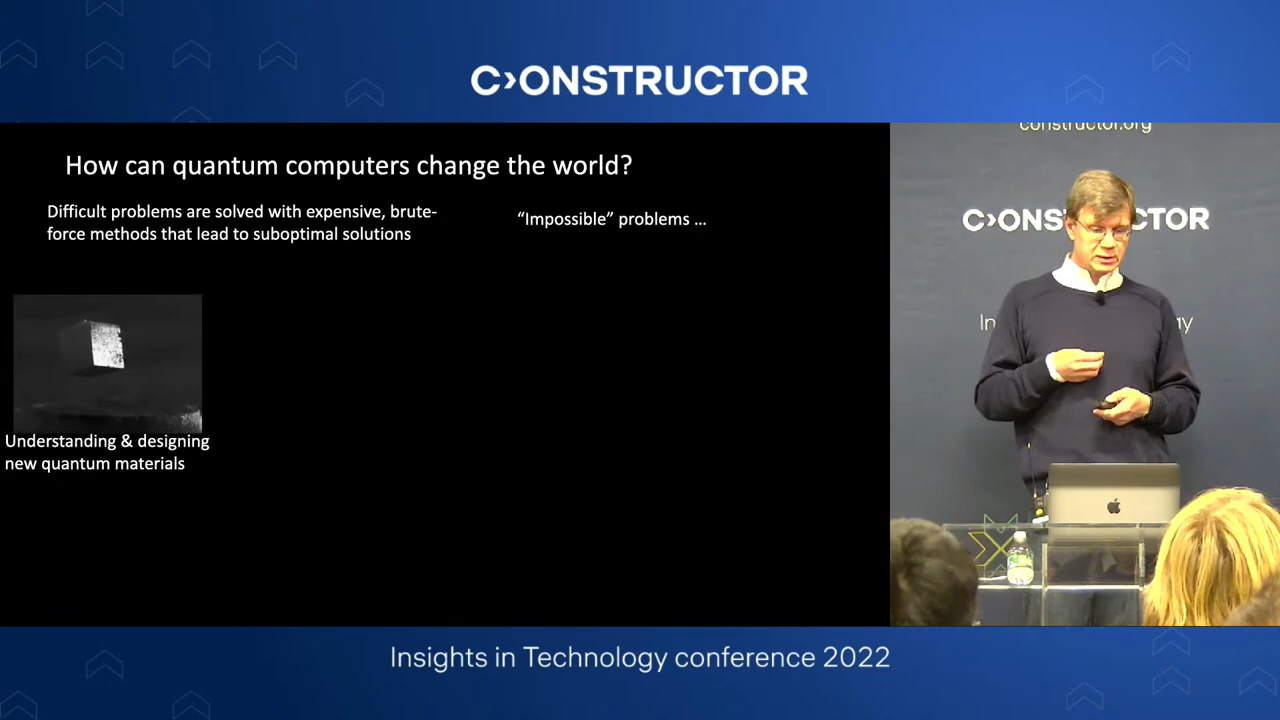 C›ONSTRUCTOR
How can quantum computers change the world?
Difficult problems are solved with expensive, brute-
force methods that lead to suboptimal solutions
“Impossible” problems ...
Understanding & designing
new quantum materials
constructor.org
C›ONS UCTOR
In gy
Insights in Technology conference 2022